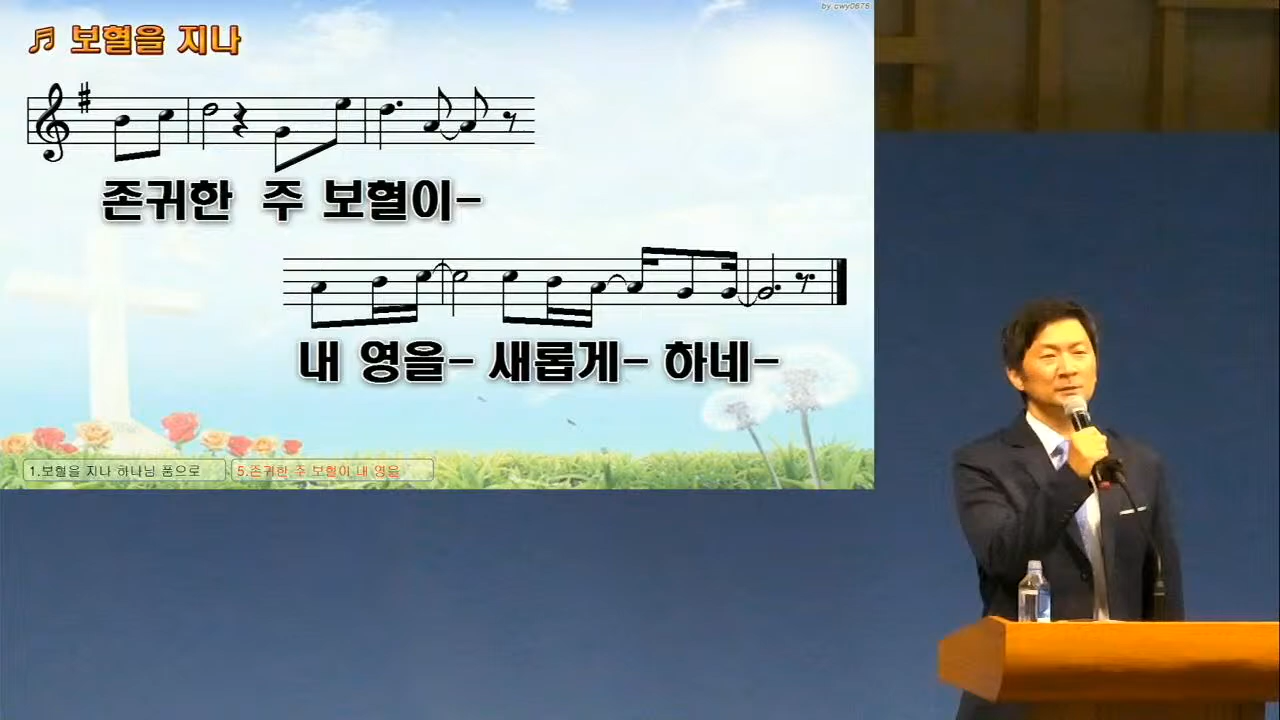 by cwy0675
보혈을 지나
존귀한 주 보혈이-
내 영을- 새롭게- 하네-
1.보혈을 지나 하나님 품으로
5.존귀한 주 보혈이 내 영을